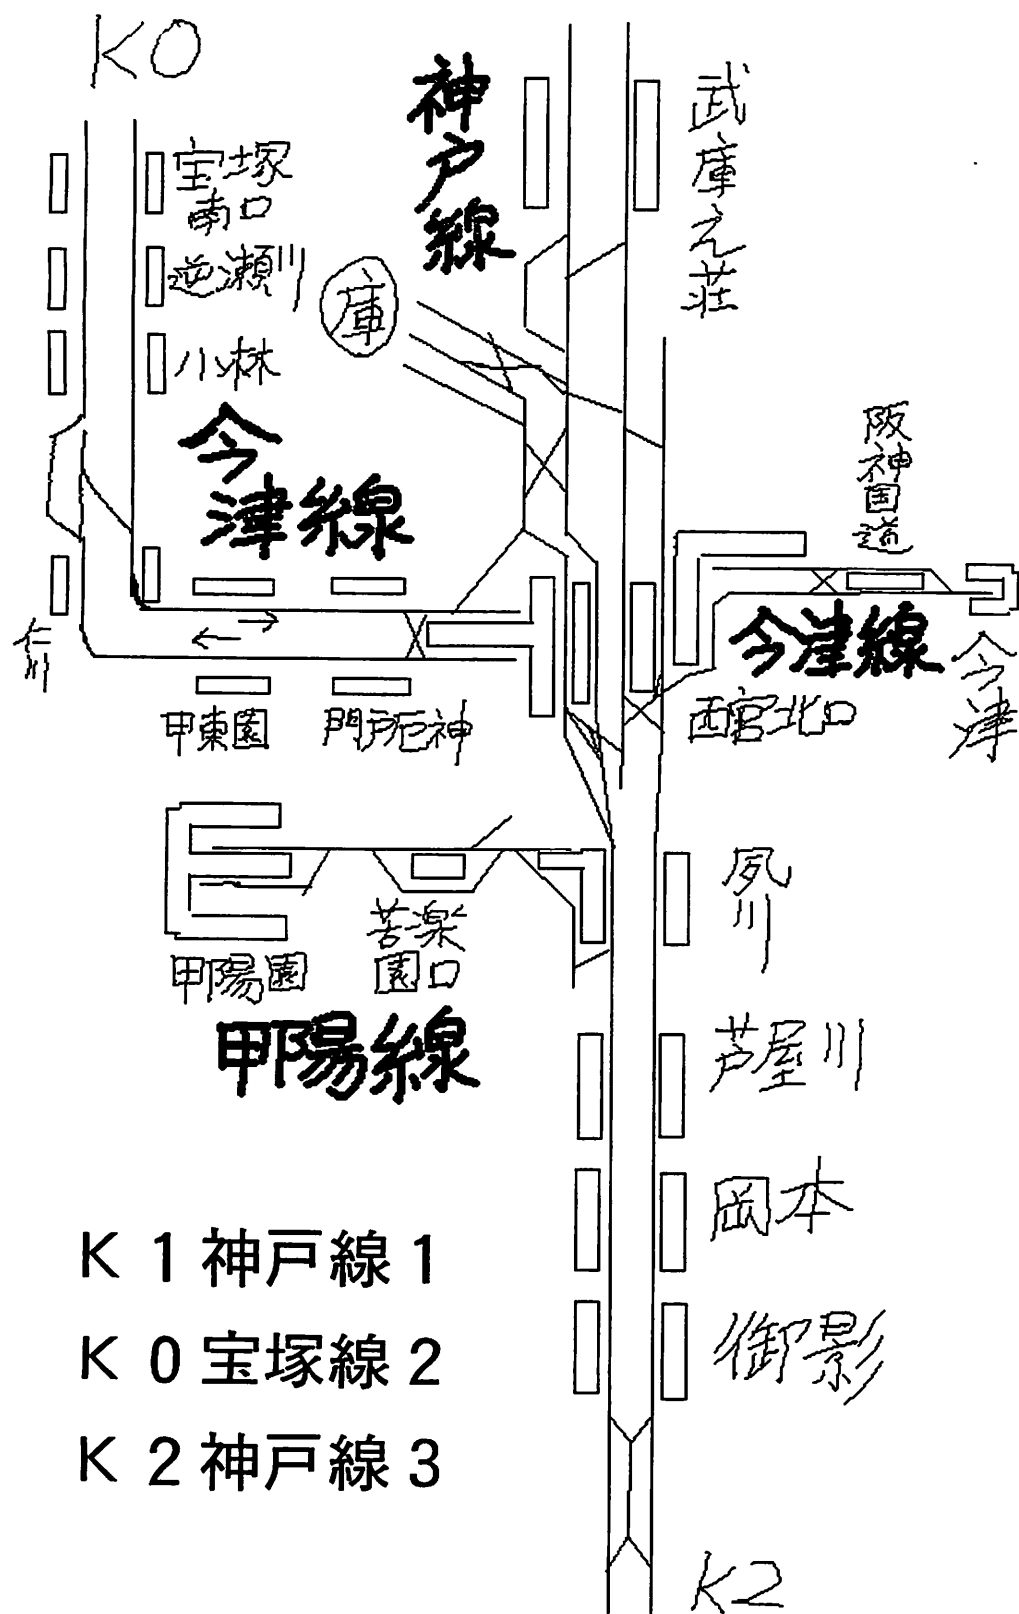 K0
神戸線
武庫之荘
宝塚南口
逆瀬川
小林
庫
今津線
阪神国道
仁川
甲東園
門戸厄神
西宮北口
今津線
今津
甲陽園
苦楽園口
夙川
甲陽線
芦屋川
岡本
御影
K1神戸線1
K0宝塚線2
K2神戸線3
K2